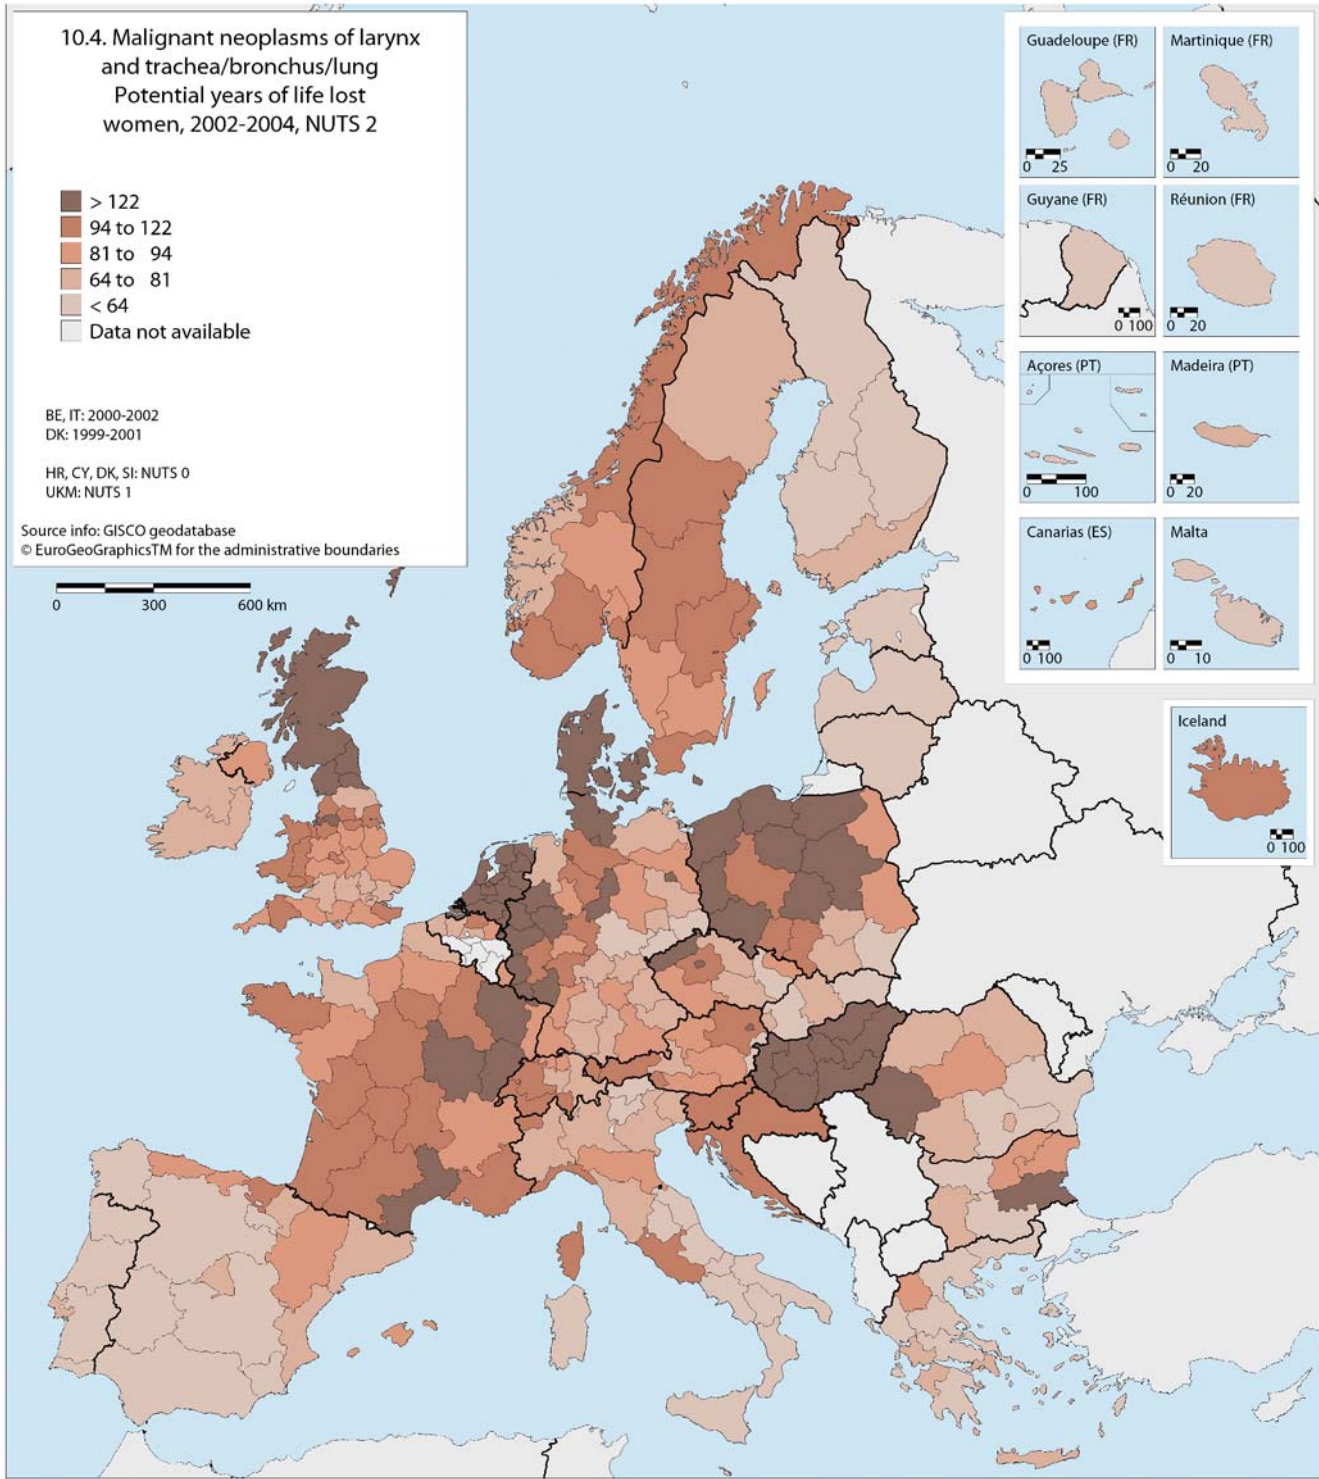 10.4. Malignant neoplasms of larynx
and trachea/bronchus/lung
Potential years of life lost
women, 2002-2004, NUTS 2
> 122
94 to 122
81 to 94
64 to 81
< 64
Data not available
BE, IT: 2000-2002
DK: 1999-2001
HR, CY, DK, SI: NUTS 0
UKM: NUTS 1
Source info: GISCO geodatabase
© EuroGeoGraphicsTM for the administrative boundaries
0 300 600 km
Guadeloupe (FR)
0 25
Martinique (FR)
0 20
Guyane (FR)
0 100
Réunion (FR)
0 20
Açores (PT)
0 100
Madeira (PT)
0 20
Canarias (ES)
0 100
Malta
0 10
Iceland
0 100